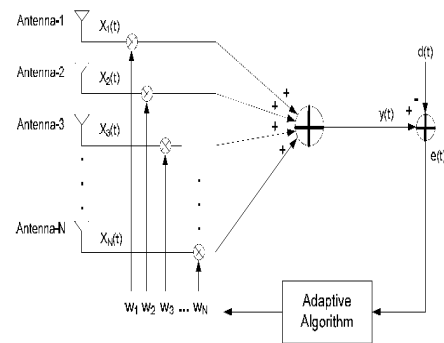 Antenna-1
X1(t)
Antenna-2
X2(t)
d(t)
Antenna-3
X3(t)
y(t)
e(t)
Antenna-N
XN(t)
+
+
+
+
+
-
w1 w2 w3 ... wN
Adaptive
Algorithm